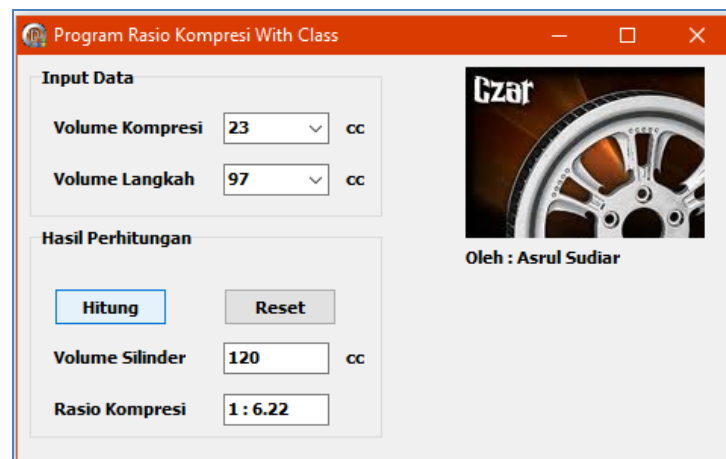 Program Rasio Kompresi With Class
Input Data
Volume Kompresi 23 cc
Volume Langkah 97 cc
Hasil Perhitungan
Hitung Reset
Volume Silinder 120 cc
Rasio Kompresi 1 : 6.22
Czar
Oleh : Asrul Sudiar